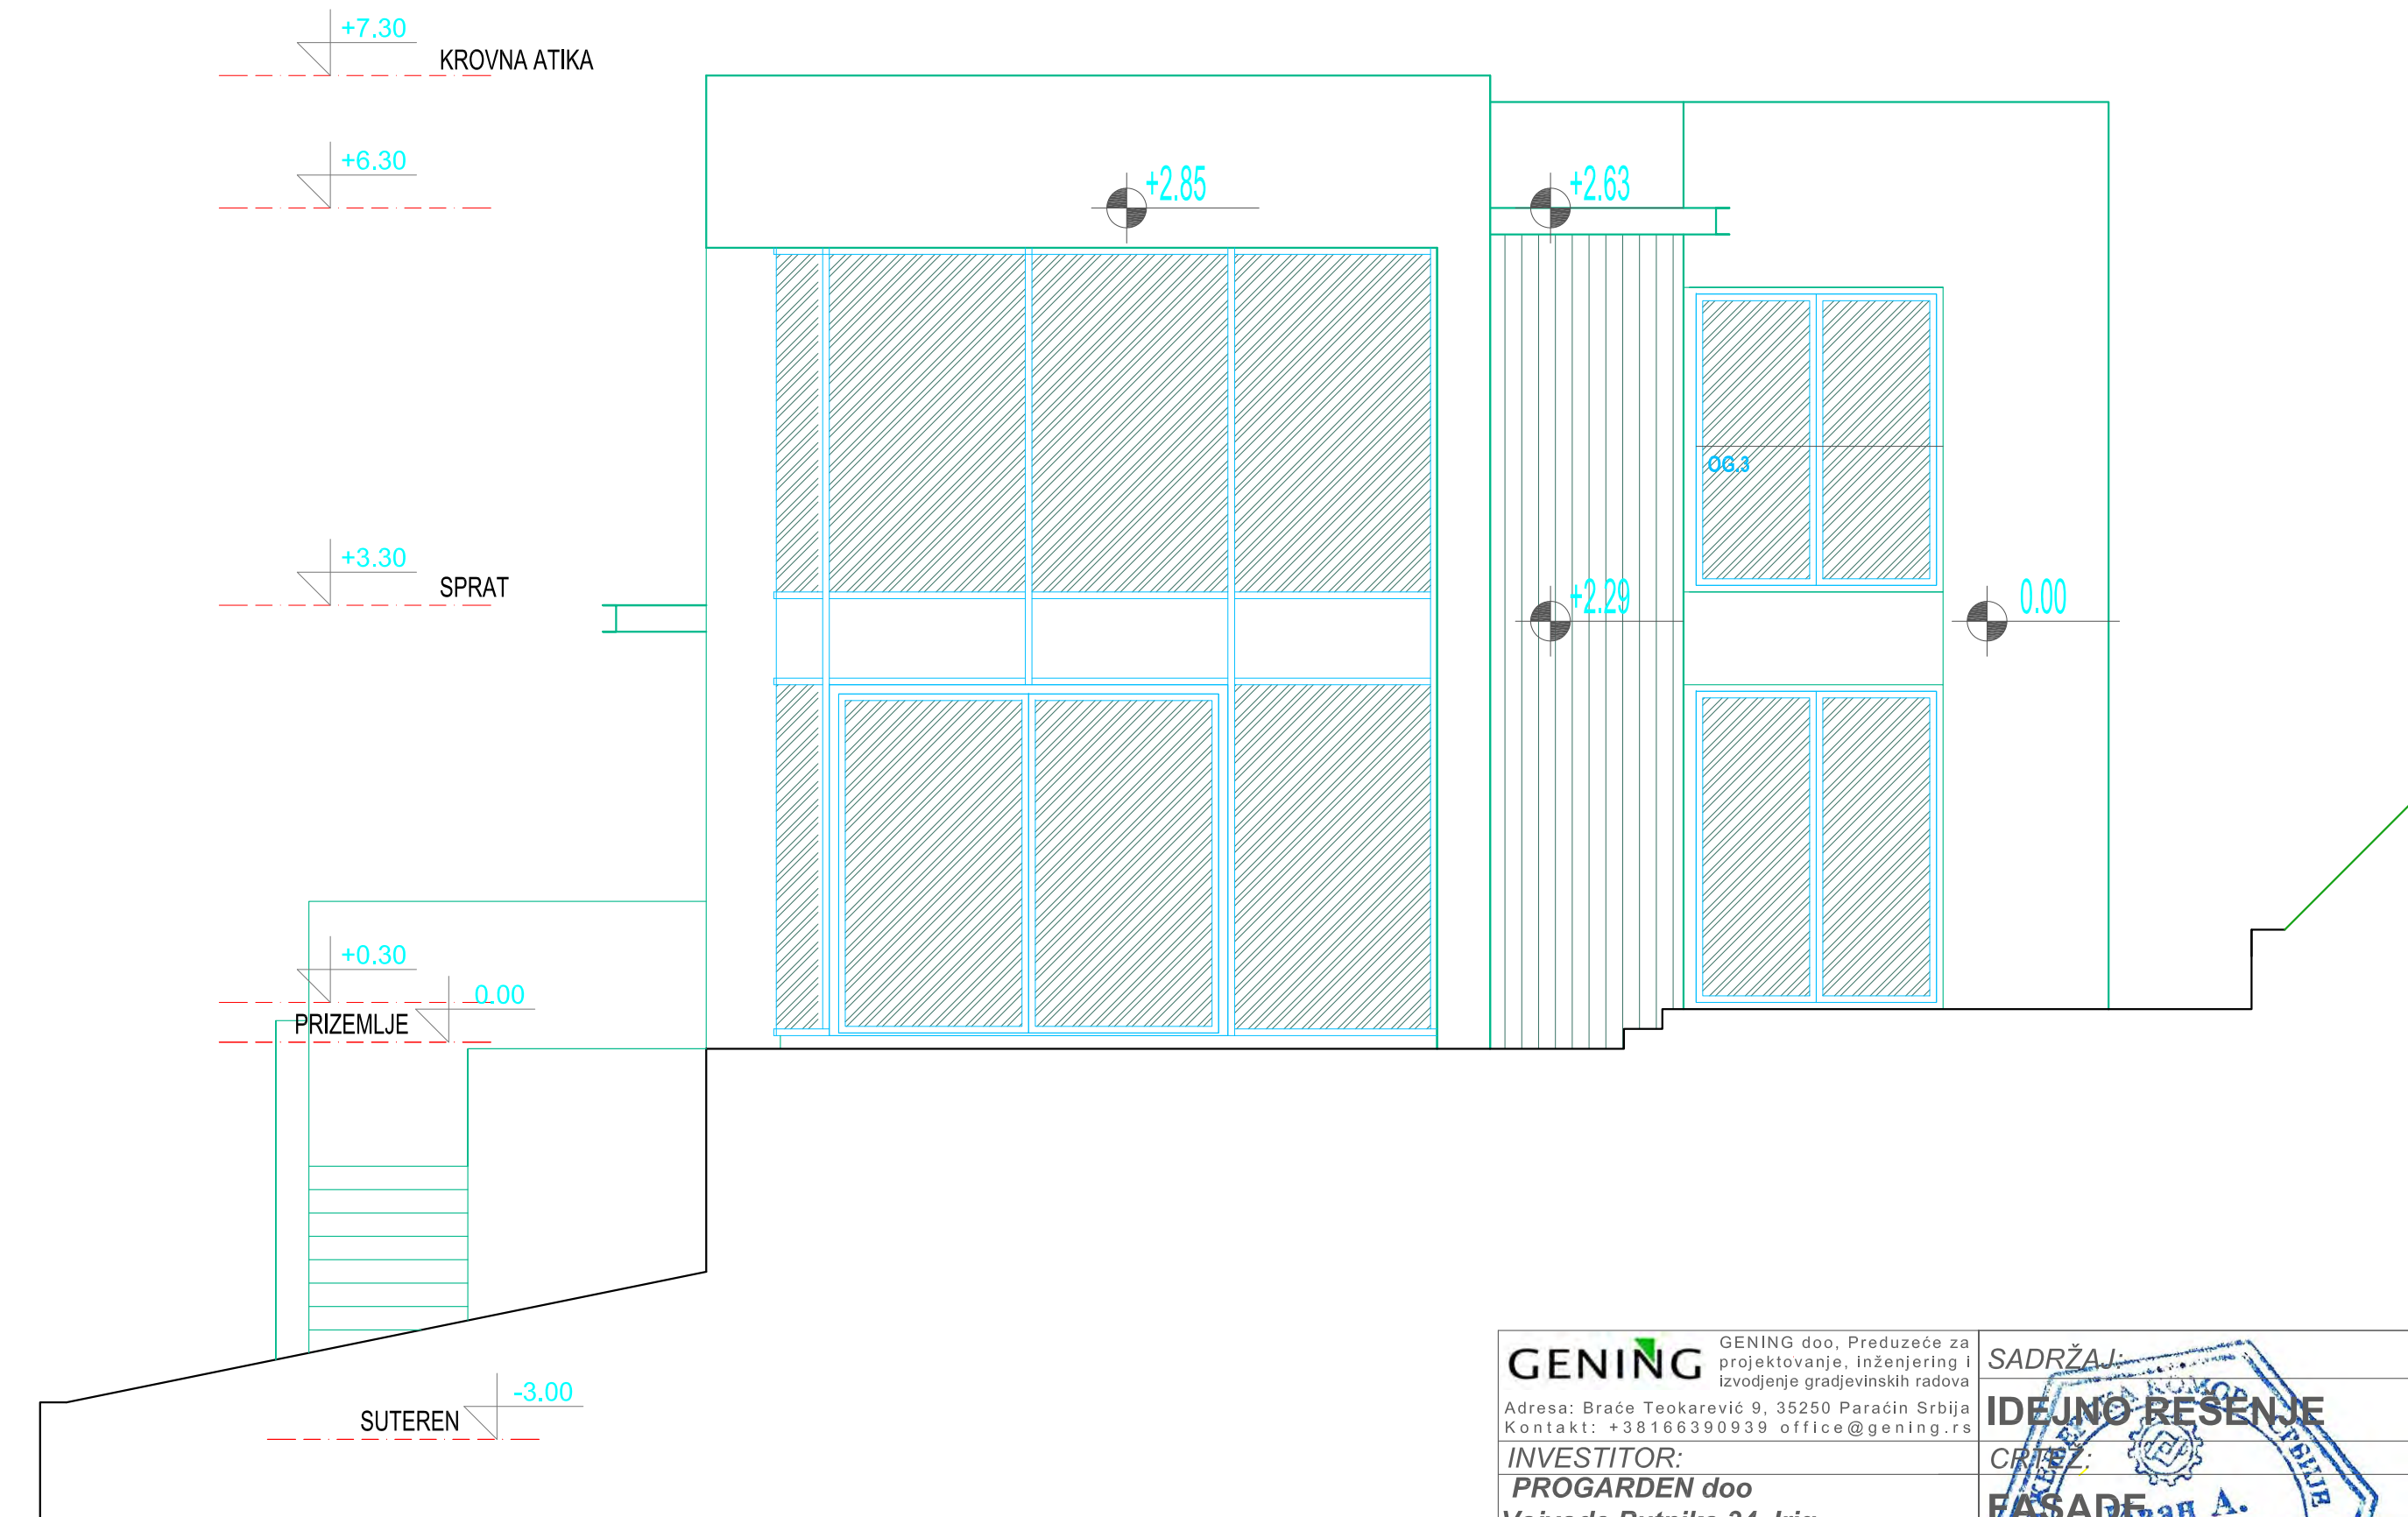 +7.30
KROVNA ATIKA
+6.30
+2.85
+2.63
OG.3
+3.30
SPRAT
+2.29
0.00
+0.30
0.00
PRIZEMLJE
-3.00
SUTEREN
GENING
GENING doo, Preduzeće za
projektovanje, inženjering i
izvodjenje gradjevinskih radova
Adresa: Braće Teokarević 9, 35250 Paraćin Srbija
Kontakt: +38166390939 office@gening.rs
INVESTITOR:
PROGARDEN doo
SADRŽAJ:
IDEJNO REŠENJE
CRTEŽ:
FASADE
КОМОРА СРБИЈЕ
А.